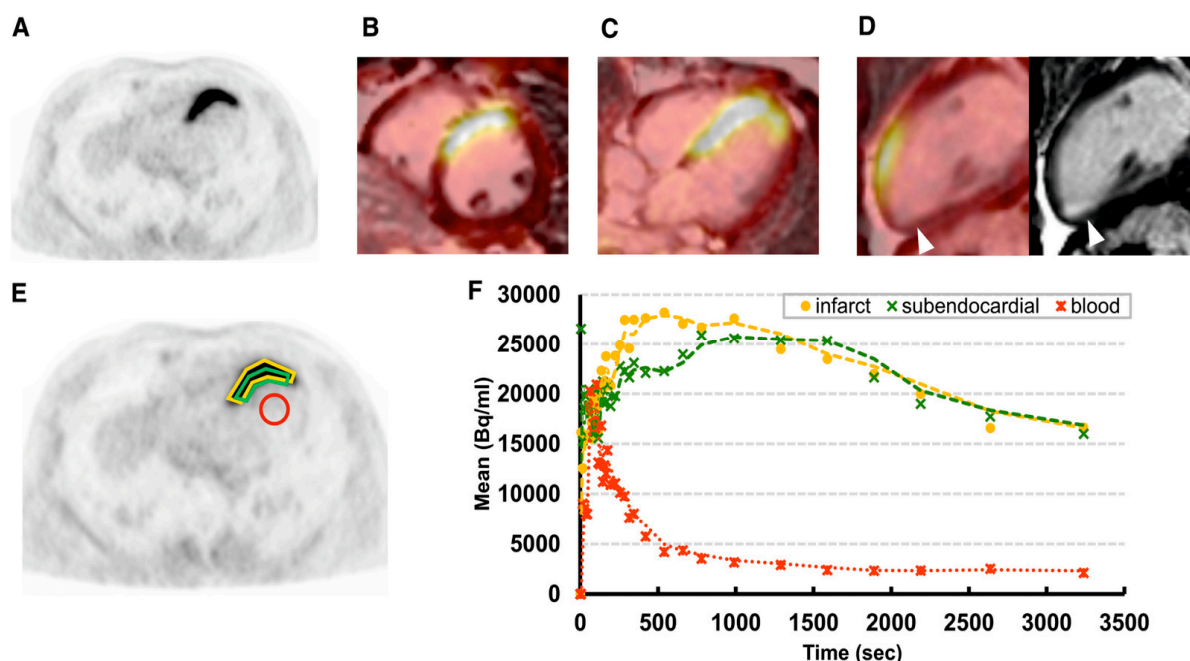 A
B
C
D
E
F
infarct subendocardial blood
30000
25000
20000
15000
10000
5000
0
Mean (Bq/ml)
0 500 1000 1500 2000 2500 3000 3500
Time (sec)